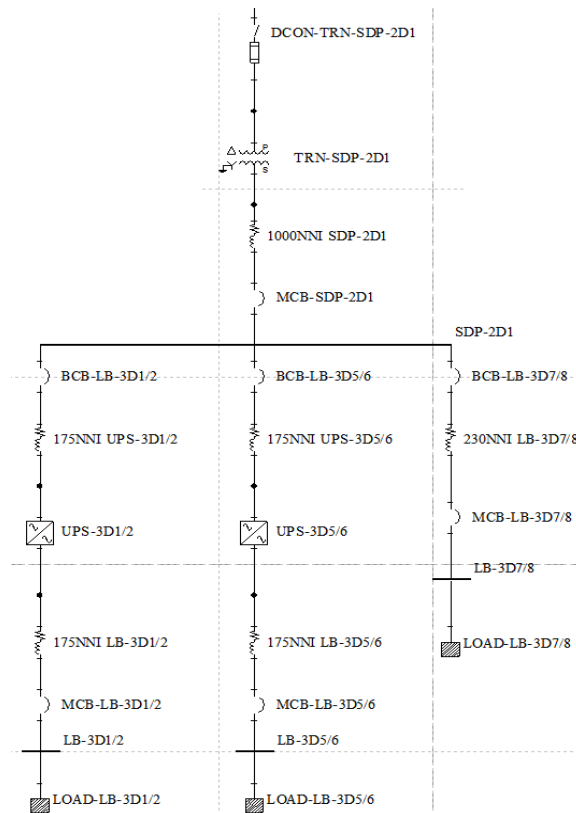 DCON-TRN-SDP-2D1
P
TRN-SDP-2D1
S
1000NNI SDP-2D1
MCB-SDP-2D1
SDP-2D1
BCB-LB-3D1/2 BCB-LB-3D5/6 BCB-LB-3D7/8
175NNI UPS-3D1/2 175NNI UPS-3D5/6 230NNI LB-3D7/8
MCB-LB-3D7/8
UPS-3D1/2 UPS-3D5/6
LB-3D7/8
175NNI LB-3D1/2 175NNI LB-3D5/6 LOAD-LB-3D7/8
MCB-LB-3D1/2 MCB-LB-3D5/6
LB-3D1/2 LB-3D5/6
LOAD-LB-3D1/2 LOAD-LB-3D5/6